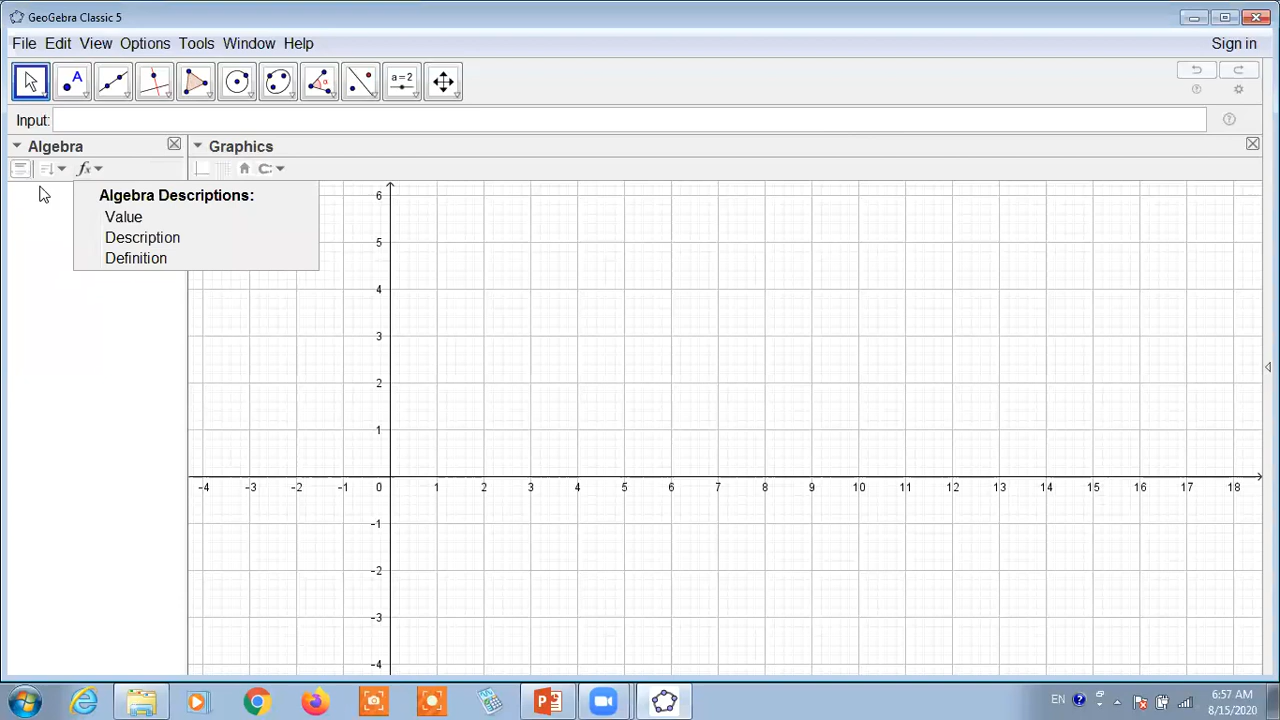 GeoGebra Classic 5
File Edit View Options Tools Window Help Sign in
A α a=2
Input:
Algebra Graphics
fx
Algebra Descriptions:
Value
Description
Definition
6
5
4
3
2
1
-4 -3 -2 -1 0 1 2 3 4 5 6 7 8 9 10 11 12 13 14 15 16 17 18
-1
-2
-3
-4
EN 6:57 AM
8/15/2020